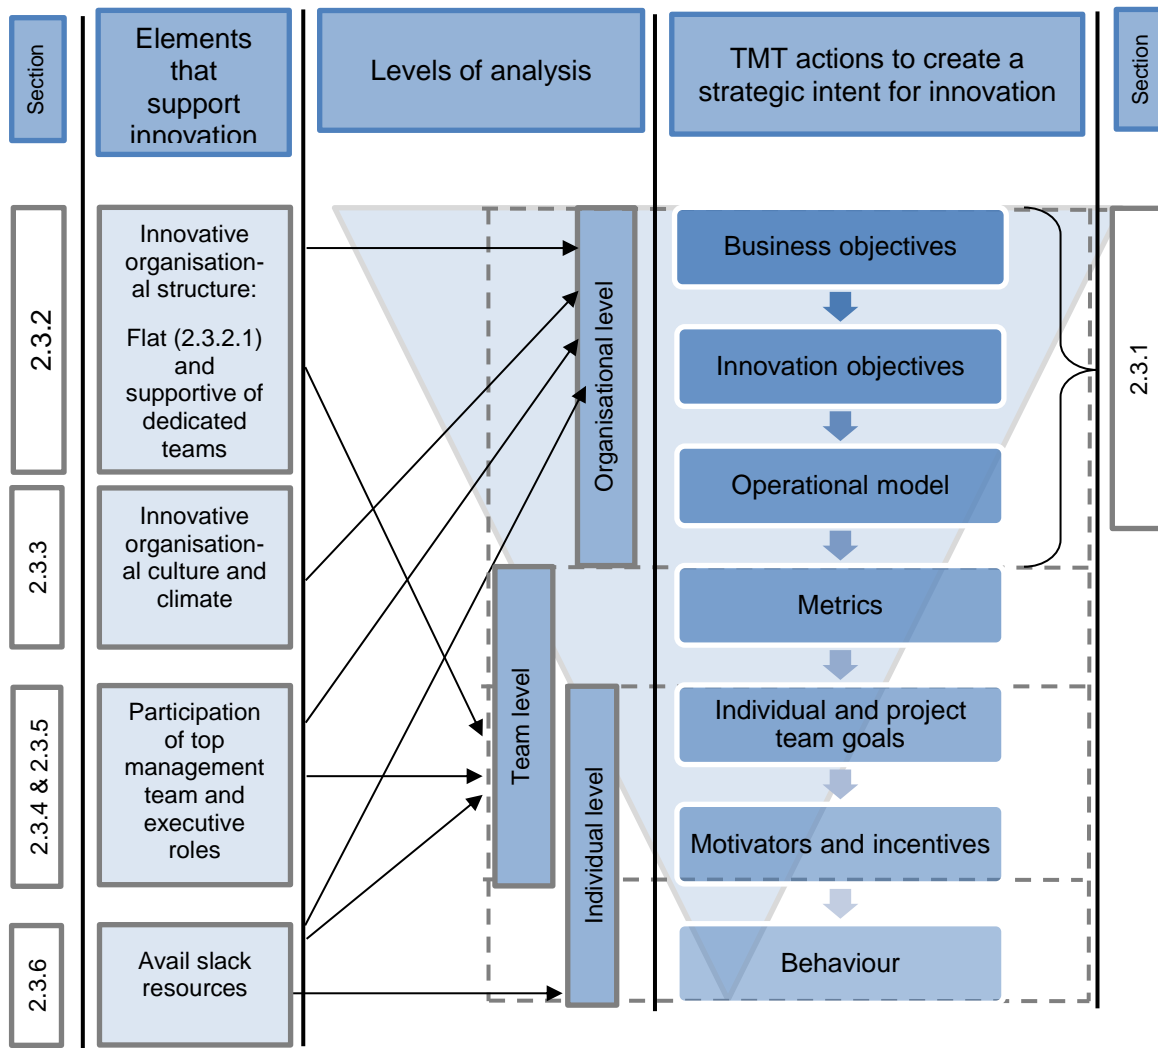 Section
Elements
that
support
innovation
Levels of analysis
TMT actions to create a
strategic intent for innovation
Section
2.3.2
Innovative
organisation-
al structure:
Flat (2.3.2.1)
and
supportive of
dedicated
teams
2.3.3
Innovative
organisation-
al culture and
climate
2.3.4 & 2.3.5
Participation
of top
management
team and
executive
roles
2.3.6
Avail slack
resources
Organisational level
Team level
Individual level
Business objectives
Innovation objectives
Operational model
Metrics
Individual and project
team goals
Motivators and incentives
Behaviour
2.3.1